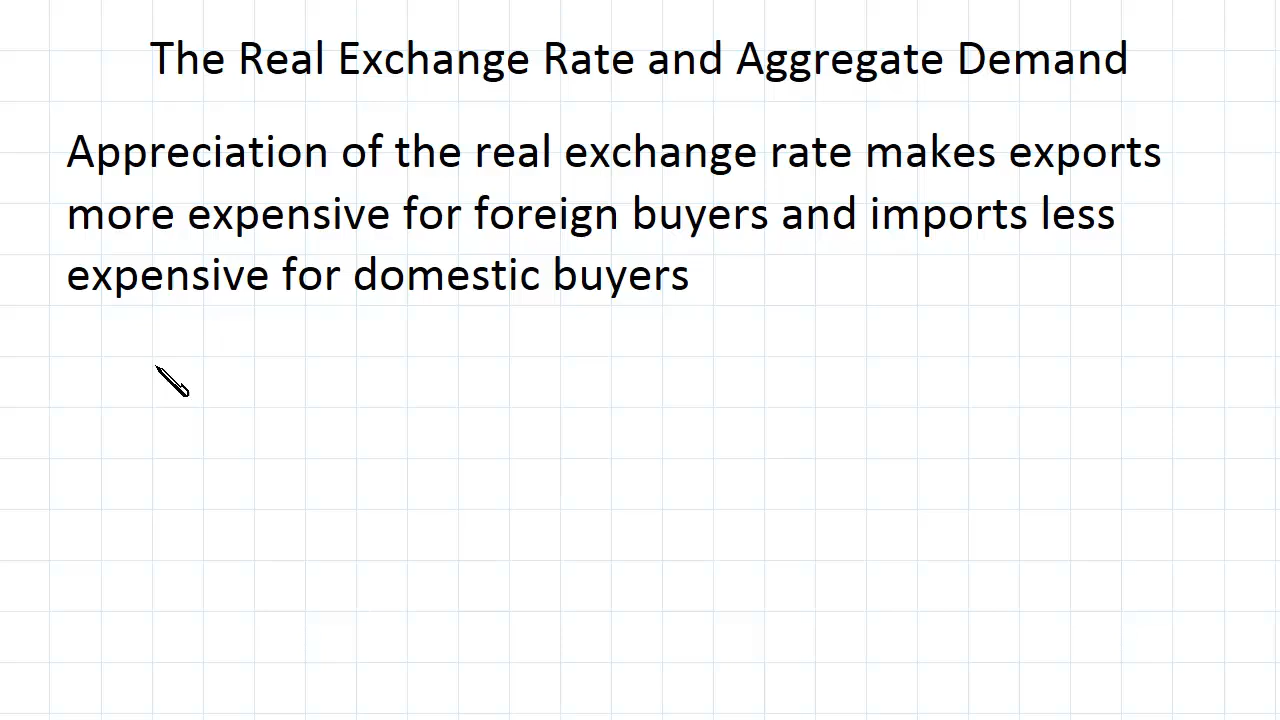 The Real Exchange Rate and Aggregate Demand
Appreciation of the real exchange rate makes exports
more expensive for foreign buyers and imports less
expensive for domestic buyers